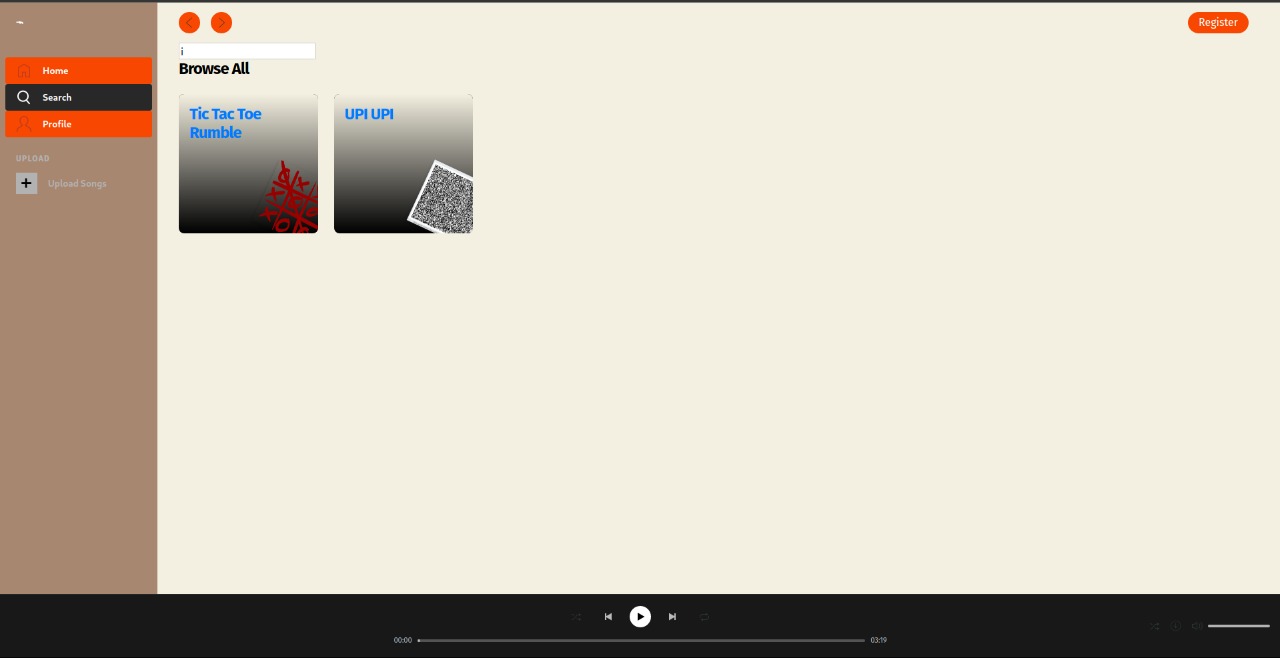 Register
i
Home
Search
Profile
UPLOAD
Upload Songs
Browse All
Tic Tac Toe
Rumble
UPI UPI
00:00
03:19